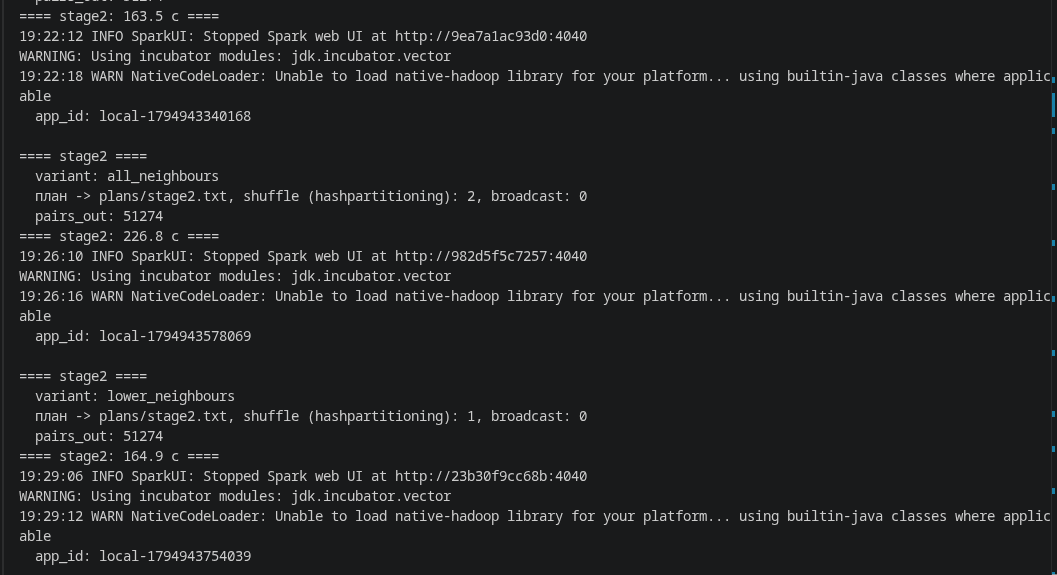 ==== stage2: 163.5 c ====
19:22:12 INFO SparkUI: Stopped Spark web UI at http://9ea7a1ac93d0:4040
WARNING: Using incubator modules: jdk.incubator.vector
19:22:18 WARN NativeCodeLoader: Unable to load native-hadoop library for your platform... using builtin-java classes where applic
able
  app_id: local-1794943340168

==== stage2 ====
  variant: all_neighbours
  план -> plans/stage2.txt, shuffle (hashpartitioning): 2, broadcast: 0
  pairs_out: 51274
==== stage2: 226.8 c ====
19:26:10 INFO SparkUI: Stopped Spark web UI at http://982d5f5c7257:4040
WARNING: Using incubator modules: jdk.incubator.vector
19:26:16 WARN NativeCodeLoader: Unable to load native-hadoop library for your platform... using builtin-java classes where applic
able
  app_id: local-1794943578069

==== stage2 ====
  variant: lower_neighbours
  план -> plans/stage2.txt, shuffle (hashpartitioning): 1, broadcast: 0
  pairs_out: 51274
==== stage2: 164.9 c ====
19:29:06 INFO SparkUI: Stopped Spark web UI at http://23b30f9cc68b:4040
WARNING: Using incubator modules: jdk.incubator.vector
19:29:12 WARN NativeCodeLoader: Unable to load native-hadoop library for your platform... using builtin-java classes where applic
able
  app_id: local-1794943754039